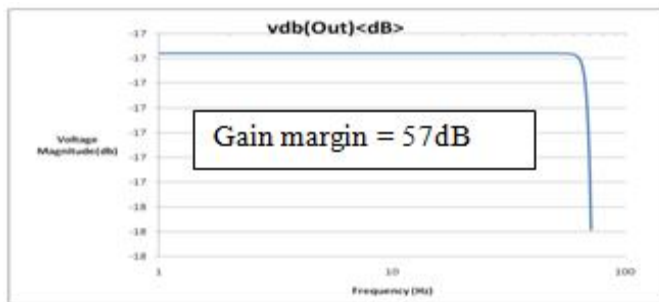 vdb(Out)<dB>
-17
-17
-17
-17
-17
-17
-17
-18
-18
-18
Voltage
Magnitude(db)
Gain margin = 57dB
1
10
100
Frequency (Hz)